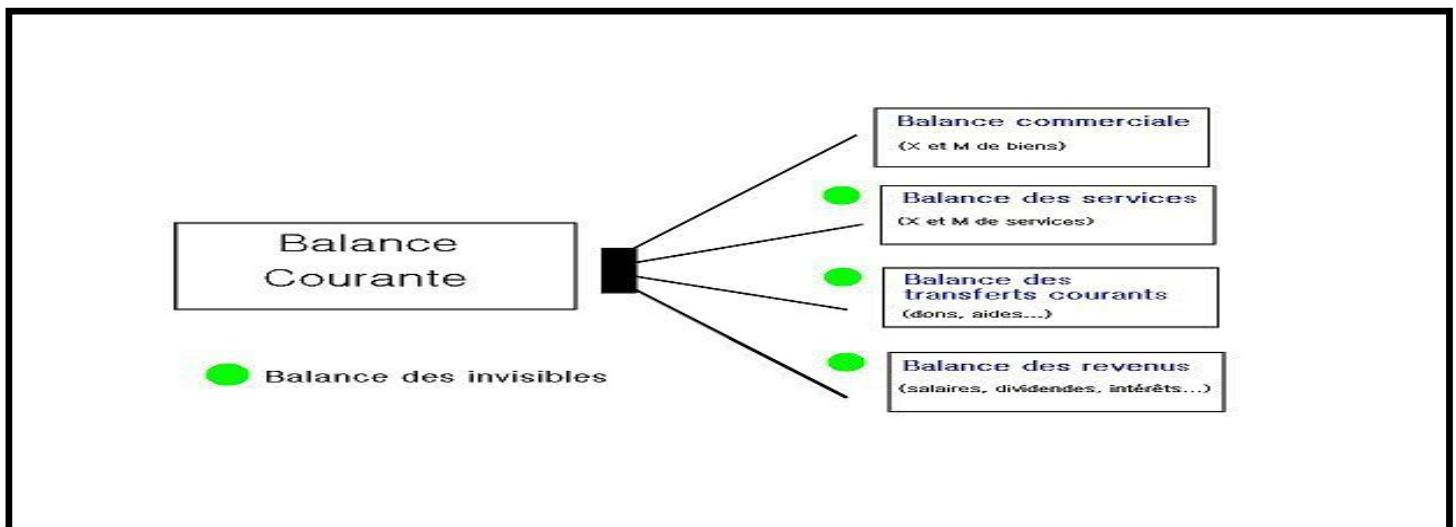 Balance commerciale
(X et M de biens)
Balance des services
(X et M de services)
Balance
Courante
Balance des
transferts courants
(dons, aides...)
Balance des invisibles
Balance des revenus
(salaires, dividendes, intérêts...)